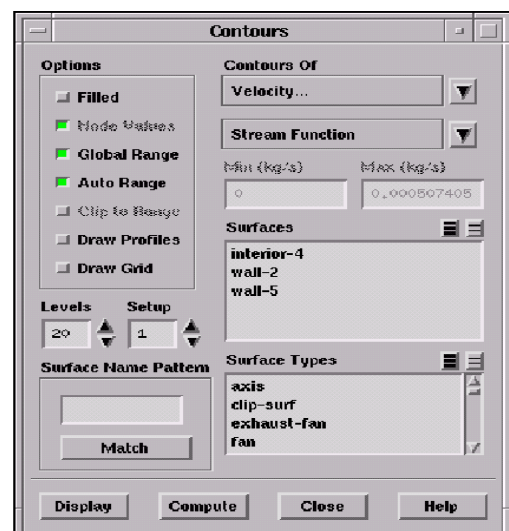 Contours
Options
Filled
Node Values
Global Range
Auto Range
Clip to Range
Draw Profiles
Draw Grid
Levels Setup
20 1
Surface Name Pattern
Match
Contours Of
Velocity...
Stream Function
Min (kg/s) Max (kg/s)
0 0.000507405
Surfaces
interior-4
wall-2
wall-5
Surface Types
axis
clip-surf
exhaust-fan
fan
Display Compute Close Help